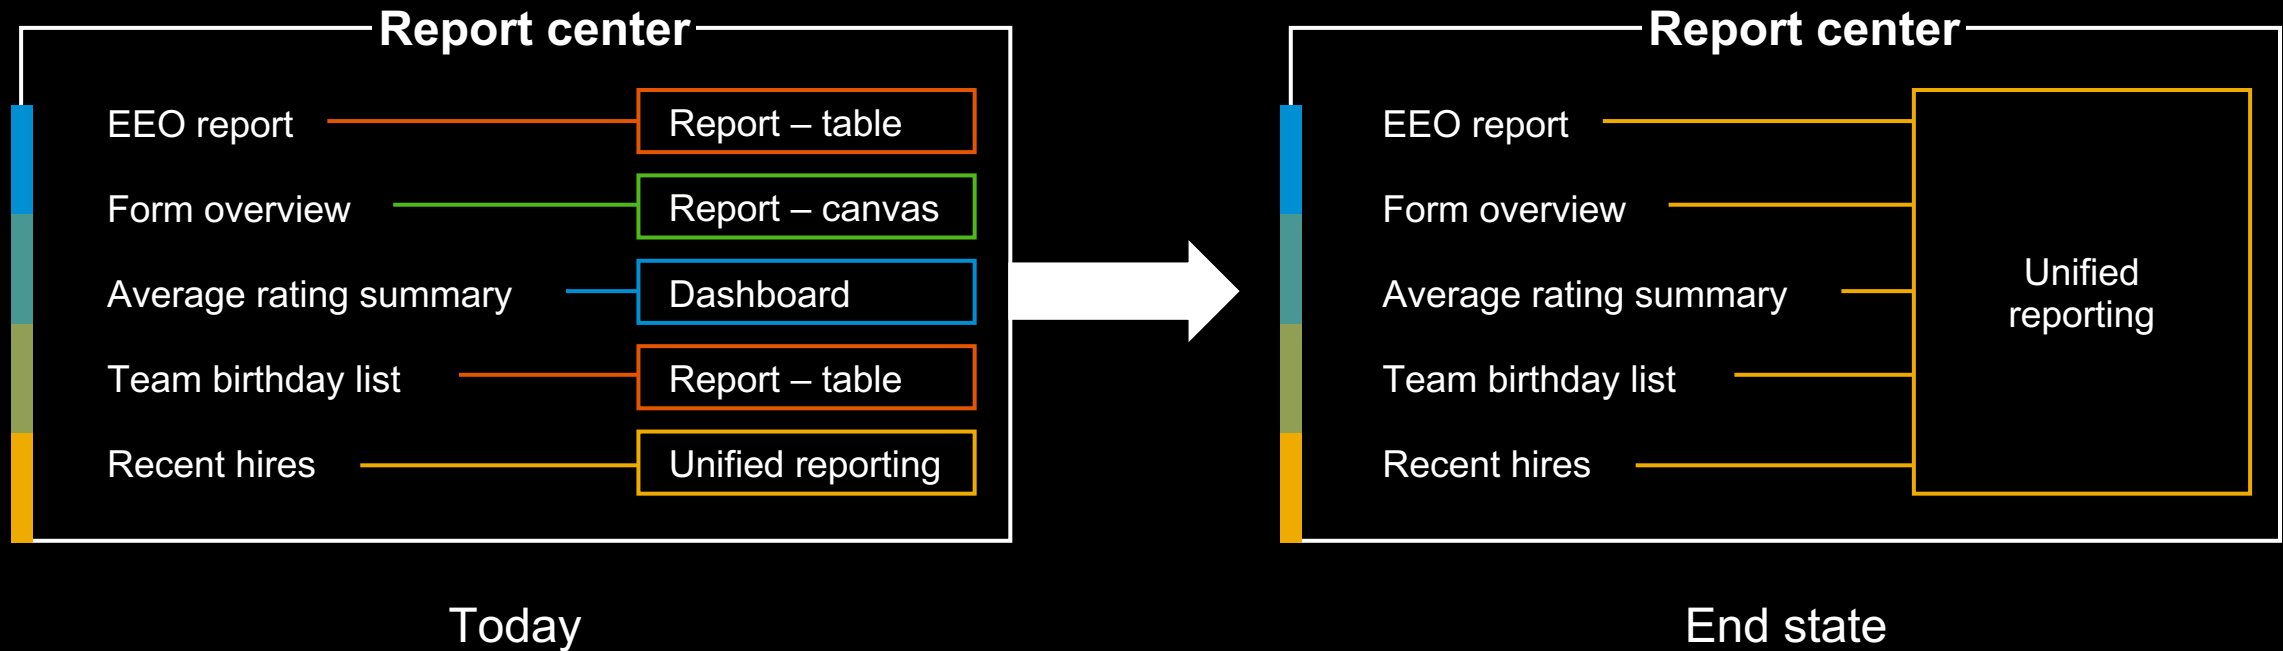 Report center
EEO report
Report – table
Form overview
Report – canvas
Average rating summary
Dashboard
Team birthday list
Report – table
Recent hires
Unified reporting
Today
Report center
EEO report
Form overview
Average rating summary
Team birthday list
Recent hires
Unified
reporting
End state